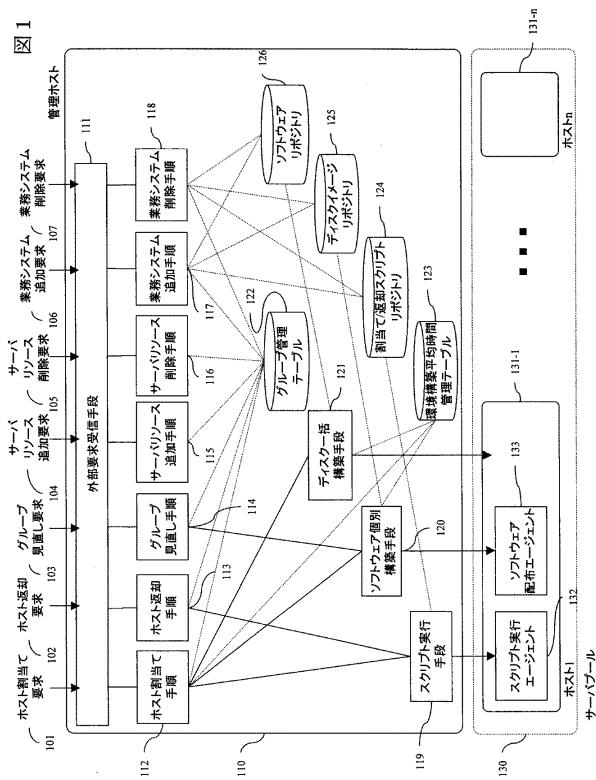 図1
管理ホスト
ホスト割当て
要求
101
ホスト返却
要求
102
グループ
見直し要求
103
サーバ
リソース
追加要求
104
サーバ
リソース
削除要求
105
業務システム
追加要求
106
業務システム
削除要求
107
外部要求受信手段
111
ホスト割当て
手順
112
ホスト返却
手順
113
グループ
見直し手順
114
サーバリソース
追加手順
115
サーバリソース
削除手順
116
業務システム
追加手順
117
業務システム
削除手順
118
グループ管理
テーブル
122
ソフトウェア
リポジトリ
126
ディスクイメージ
リポジトリ
125
割当て/返却スクリプト
リポジトリ
124
環境構築平均時間
管理テーブル
123
ディスク一括
構築手段
121
ソフトウェア個別
構築手段
120
スクリプト実行
手段
119
110
スクリプト実行
エージェント
132
ソフトウェア
配布エージェント
133
ホスト1
131-1
ホストn
131-n
サーバプール
130